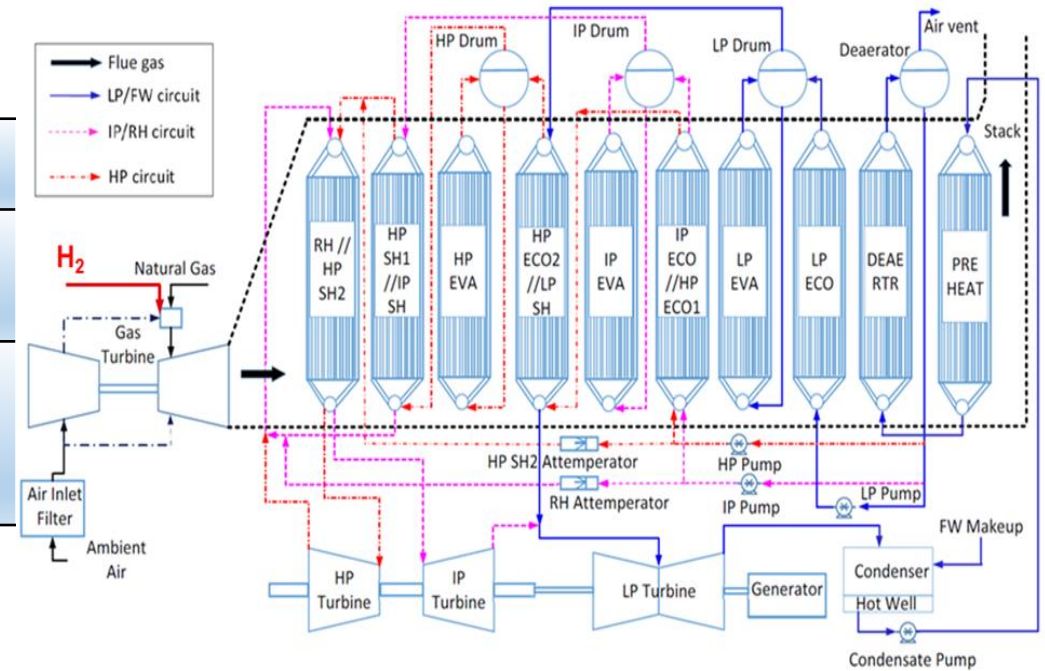 Flue gas
LP/FW circuit
IP/RH circuit
HP circuit
HP Drum
IP Drum
LP Drum
Deaerator
Air vent
Stack
RH //
HP
SH2
HP
SH1
//IP
SH
HP
EVA
HP
ECO2
//LP
SH
IP
EVA
IP
ECO
//HP
ECO1
LP
EVA
LP
ECO
DEAE
RTR
PRE
HEAT
H2
Natural Gas
Gas
Turbine
Air Inlet
Filter
Ambient
Air
HP SH2 Attemperator
HP Pump
RH Attemperator
IP Pump
LP Pump
FW Makeup
HP
Turbine
IP
Turbine
LP Turbine
Generator
Condenser
Hot Well
Condensate Pump